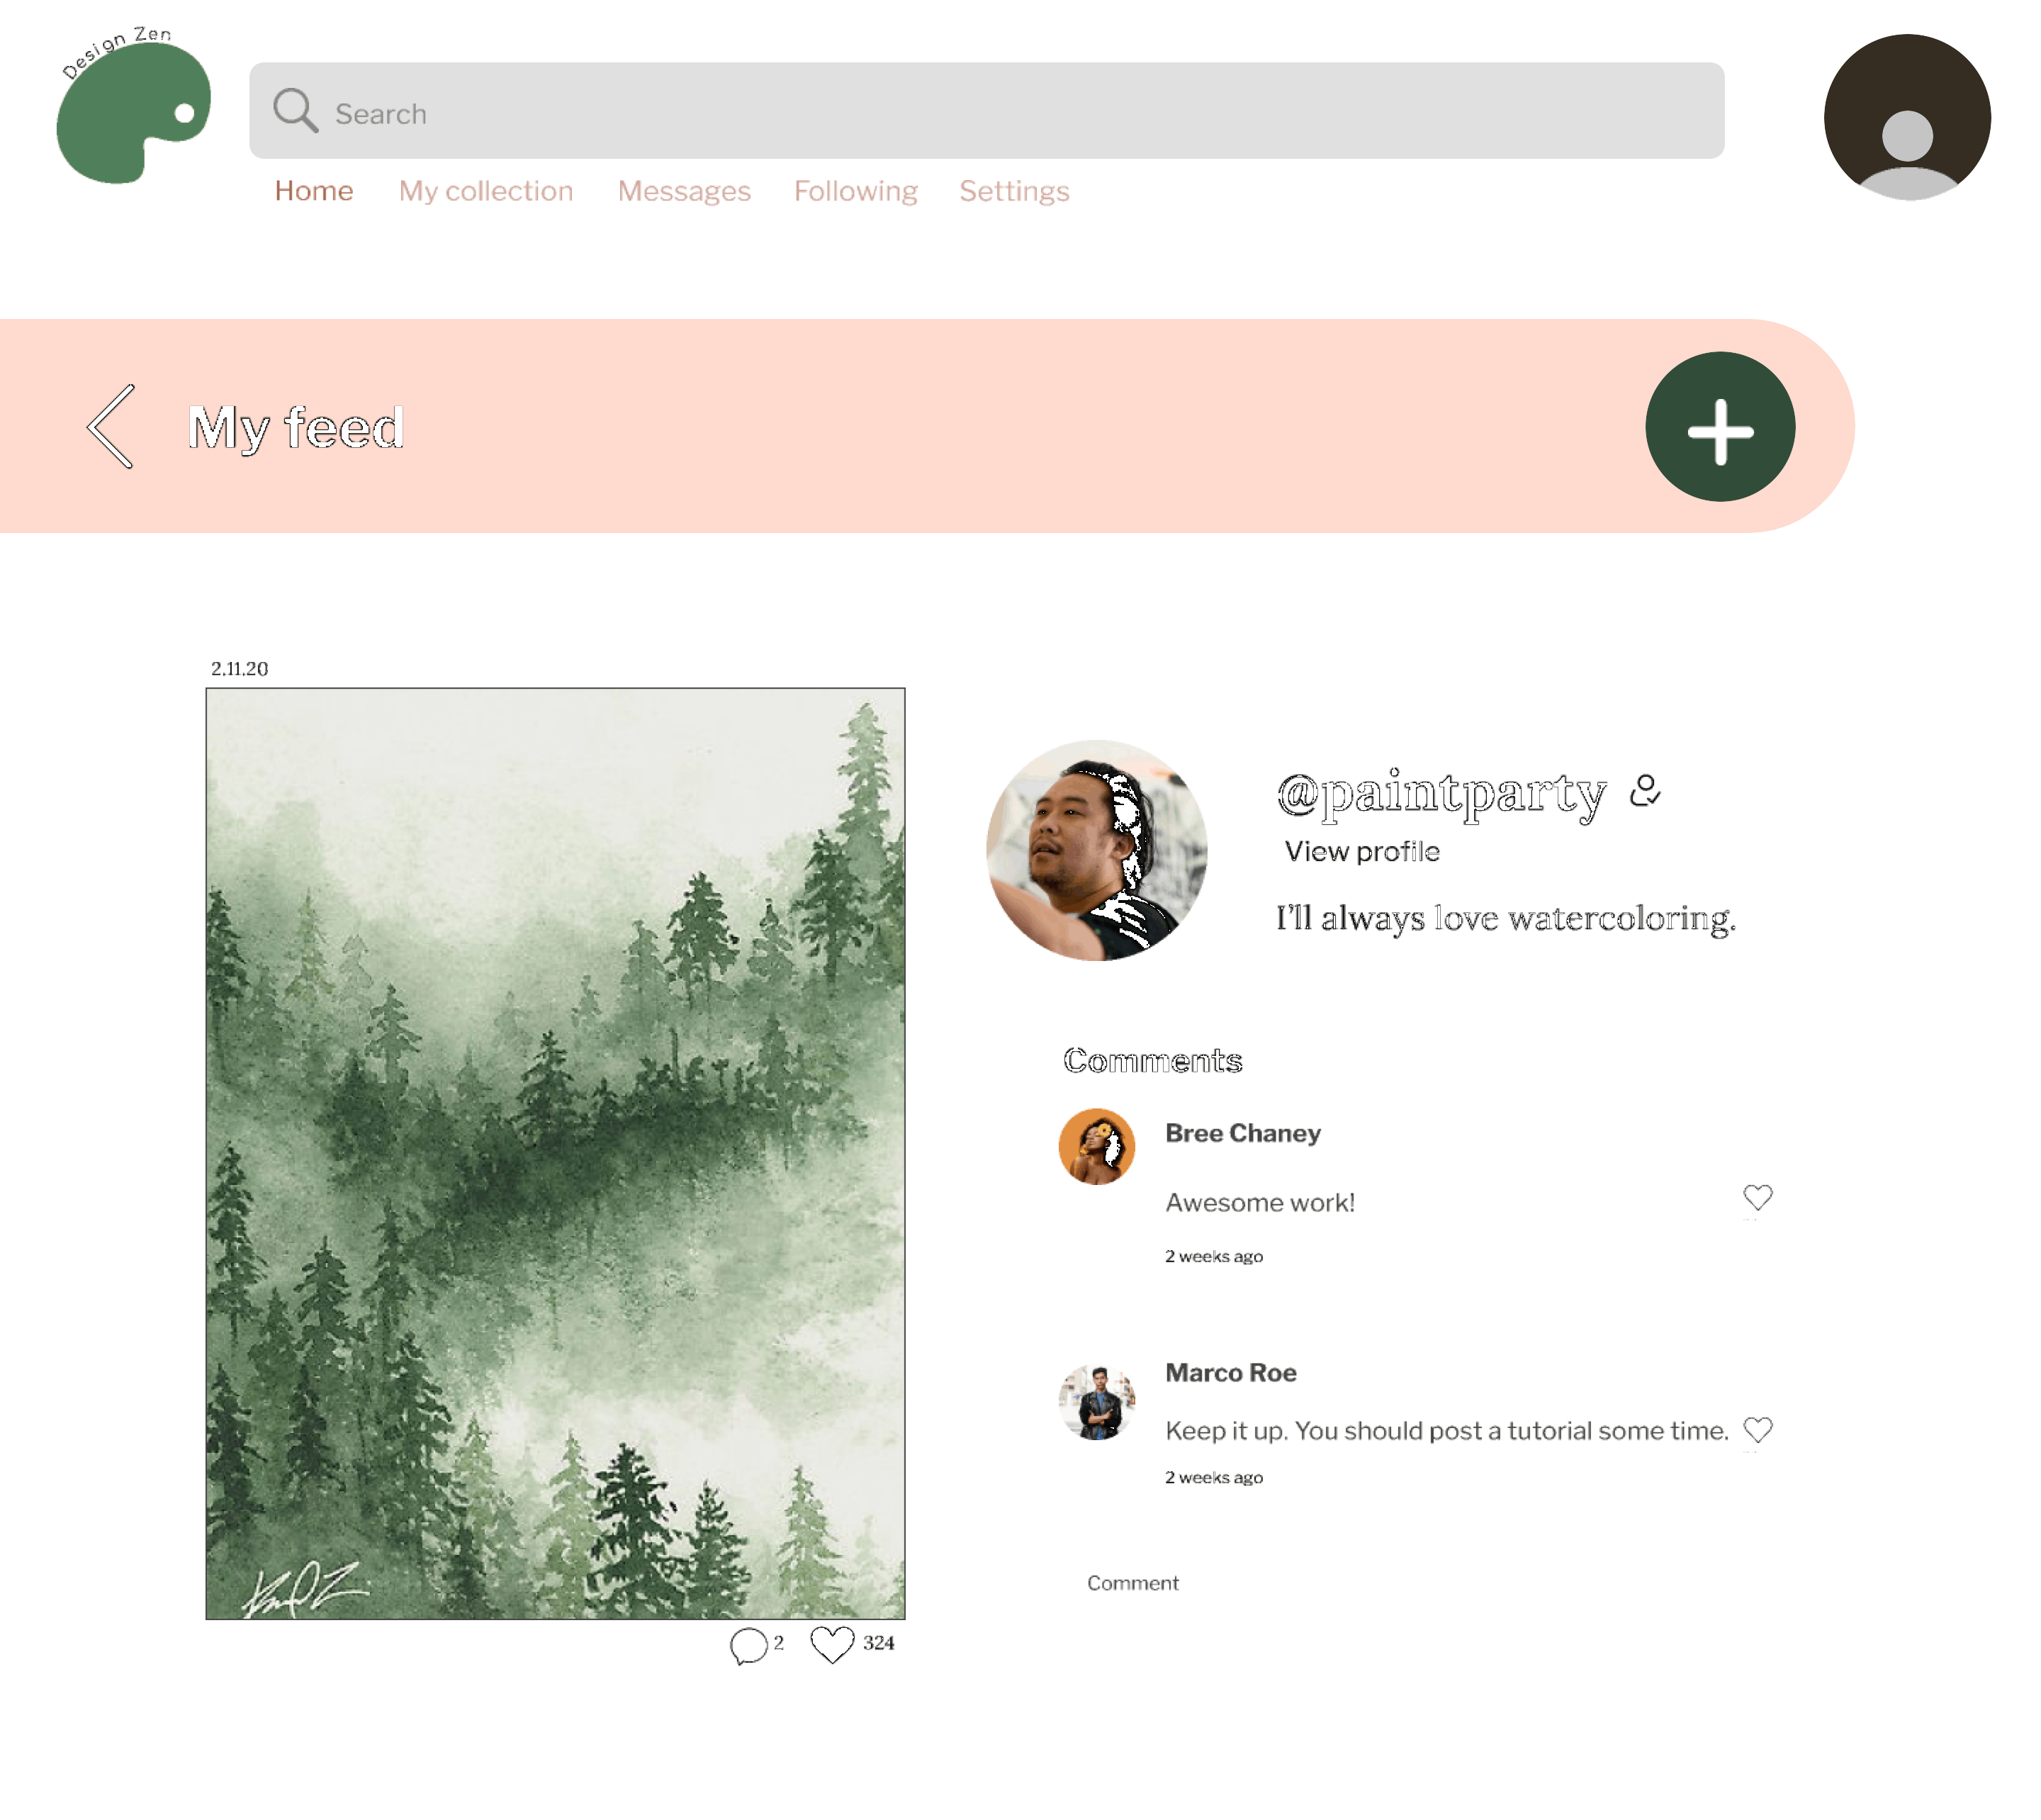 Design Zen
Search
Home My collection Messages Following Settings
My feed
2.11.20
@paintparty
View profile
I'll always love watercoloring.
Comments
Bree Chaney
Awesome work!
2 weeks ago
Marco Roe
Keep it up. You should post a tutorial some time.
2 weeks ago
Comment
2 324